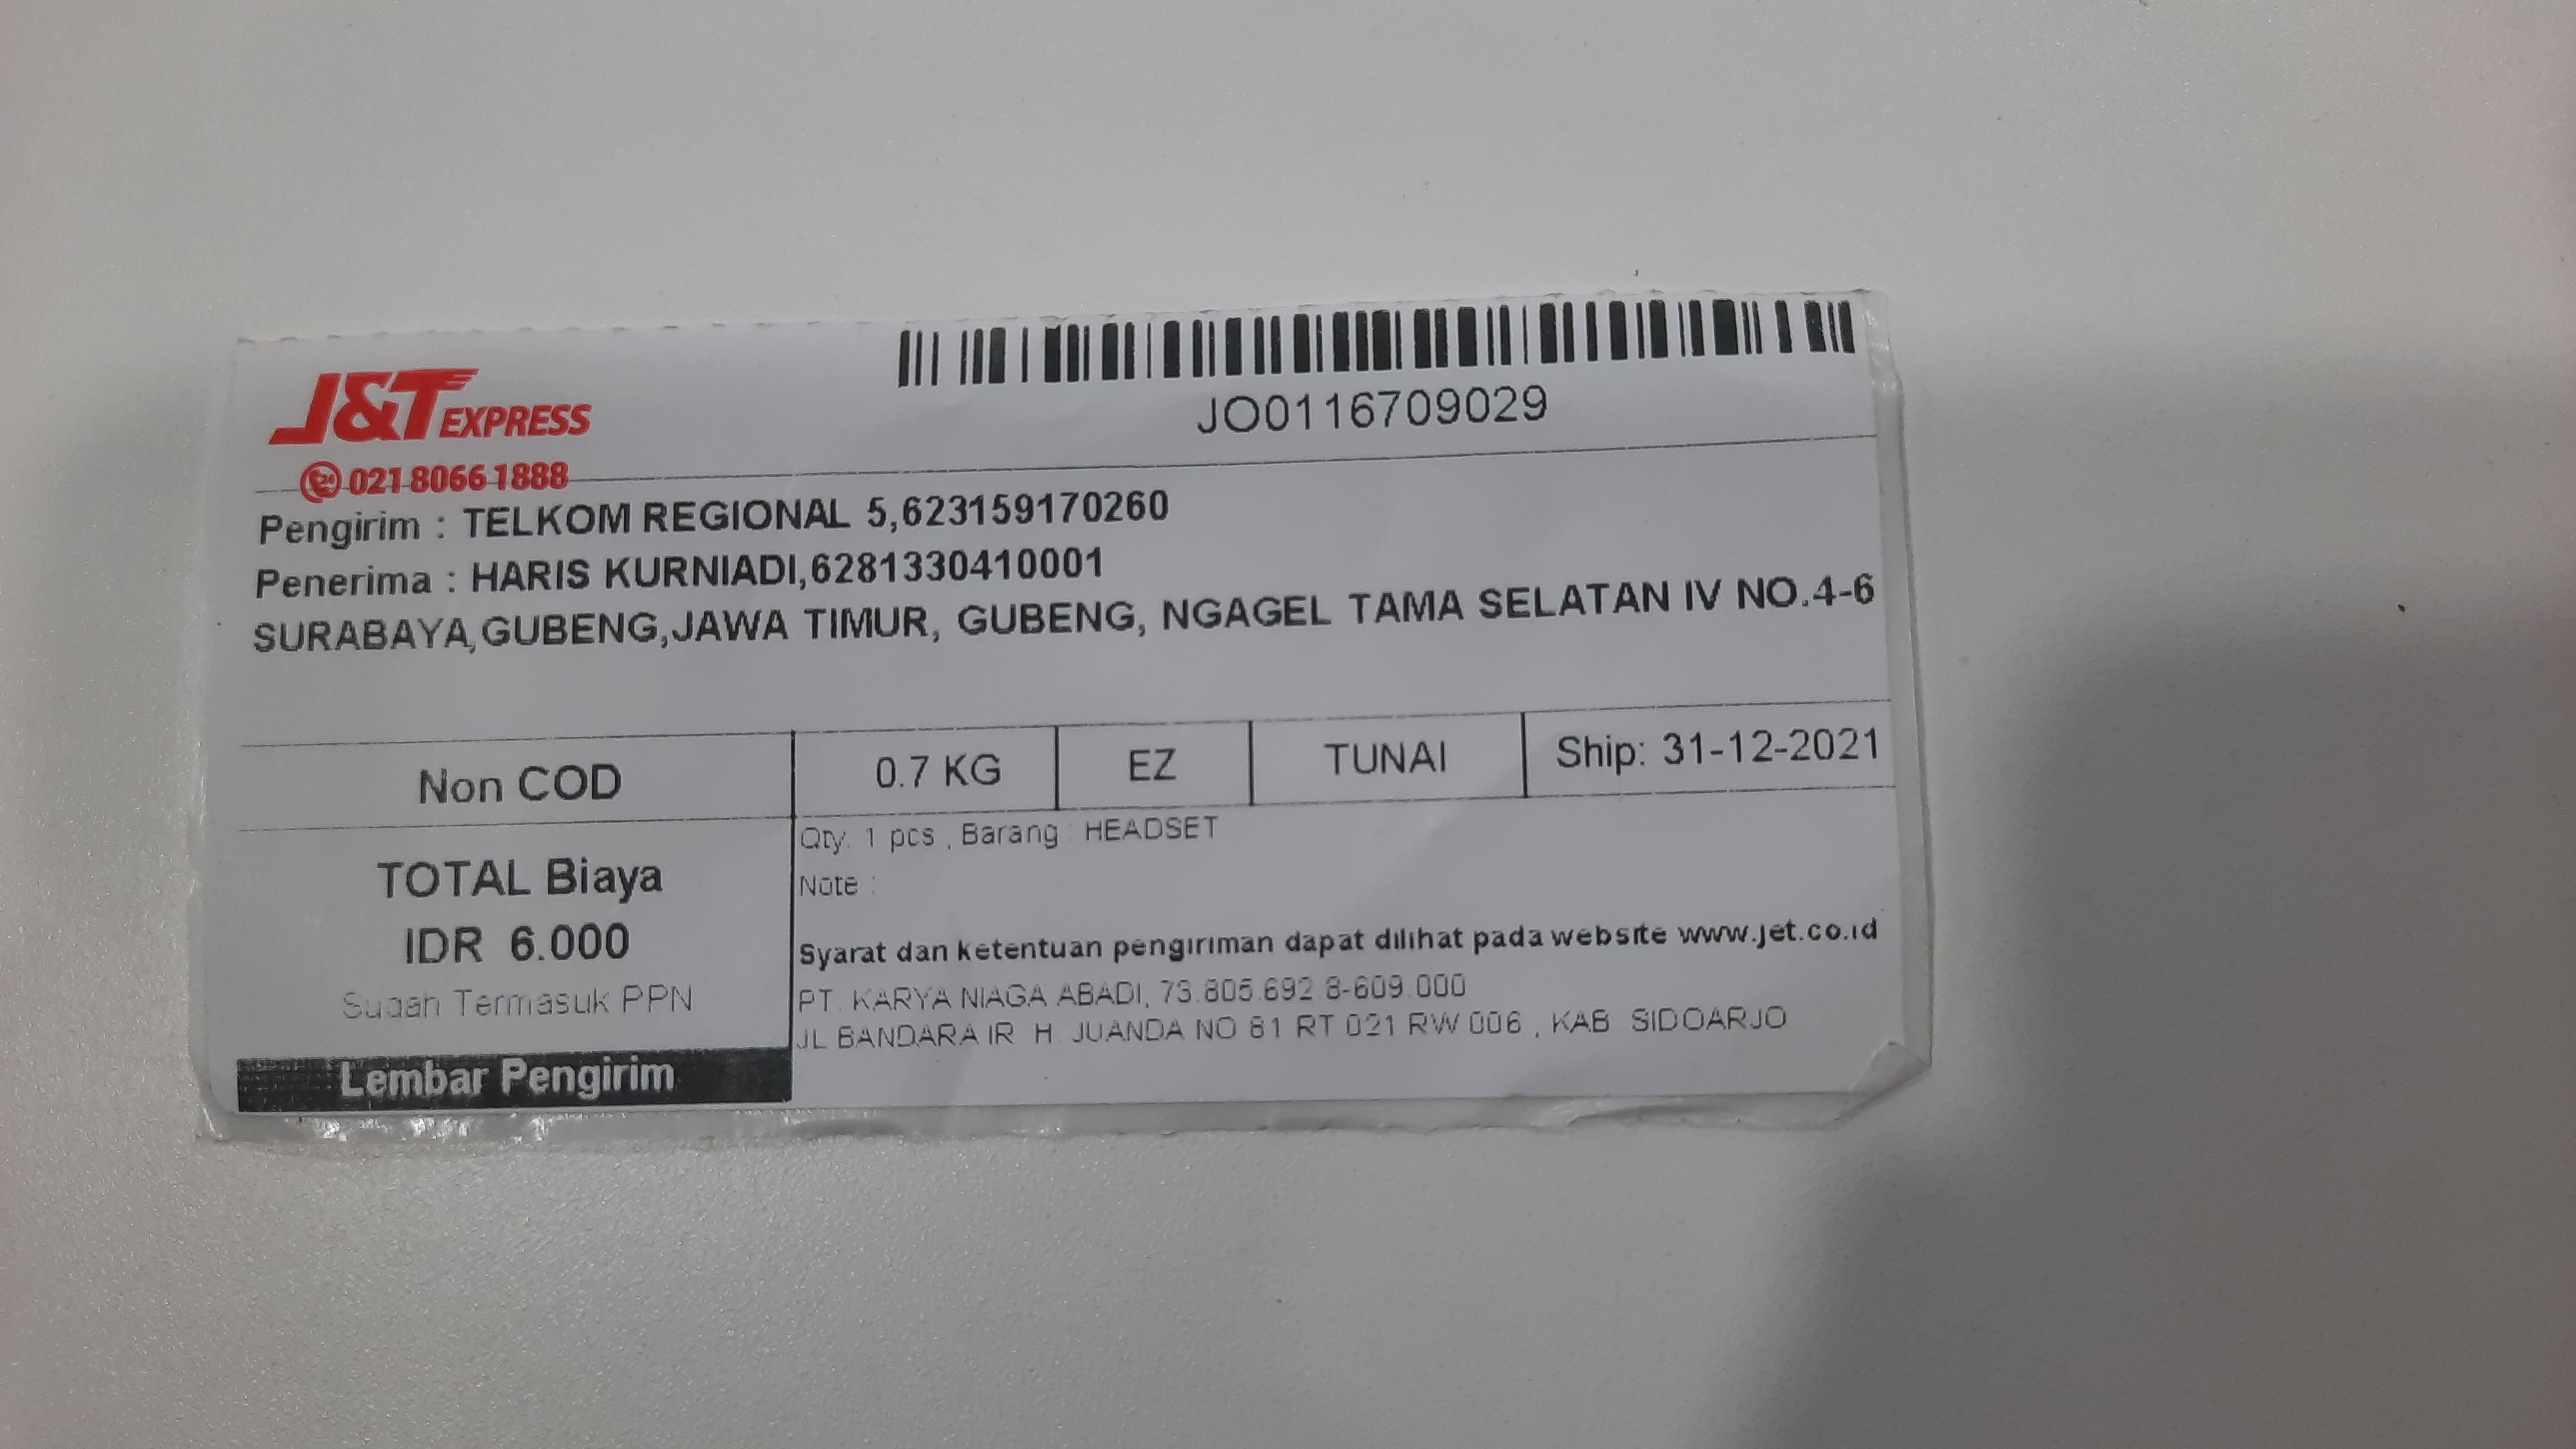 J&T EXPRESS
021-8066-1888
JO0116709029
Pengirim : TELKOM REGIONAL 5,623159170260
Penerima : HARIS KURNIADI,6281330410001
SURABAYA,GUBENG,JAWA TIMUR, GUBENG, NGAGEL TAMA SELATAN IV NO.4-6
Non COD
0.7 KG
EZ
TUNAI
Ship: 31-12-2021
TOTAL Biaya
IDR 6.000
Sudah Termasuk PPN
Lembar Pengirim
Qty. 1 pcs , Barang : HEADSET
Note :
Syarat dan ketentuan pengiriman dapat dilihat pada website www.jet.co.id
PT. KARYA NIAGA ABADI, 73.805.692.8-609.000
JL BANDARA IR H JUANDA NO 61 RT 021 RW 006 , KAB SIDOARJO